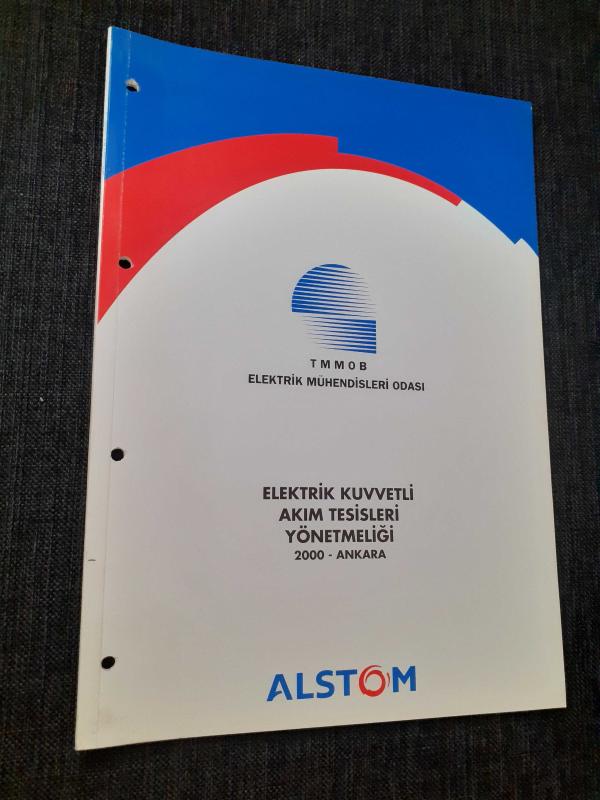 TMMOB
ELEKTRİK MÜHENDİSLERİ ODASI
ELEKTRİK KUVVETLİ
AKIM TESİSLERİ
YÖNETMELİĞİ
2000 - ANKARA
ALSTOM